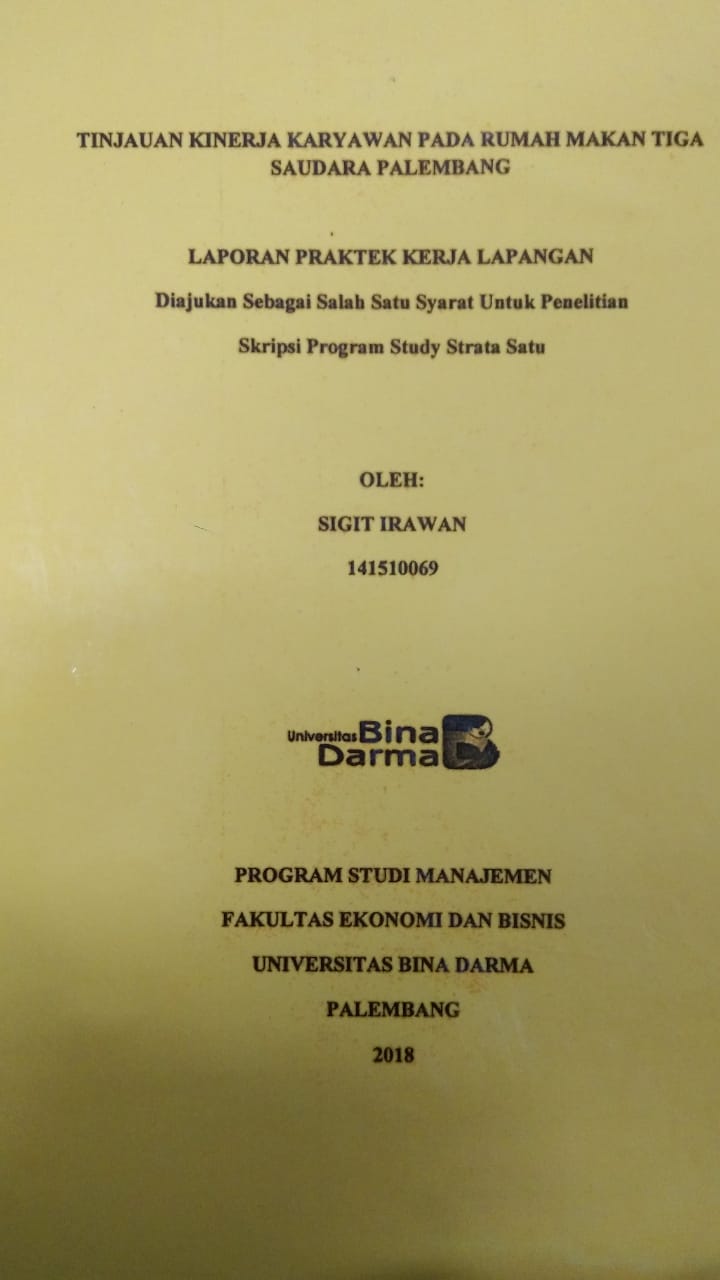 TINJAUAN KINERJA KARYAWAN PADA RUMAH MAKAN TIGA
SAUDARA PALEMBANG
LAPORAN PRAKTEK KERJA LAPANGAN
Diajukan Sebagai Salah Satu Syarat Untuk Penelitian
Skripsi Program Study Strata Satu
OLEH:
SIGIT IRAWAN
141510069
Universitas Bina
Darma
PROGRAM STUDI MANAJEMEN
FAKULTAS EKONOMI DAN BISNIS
UNIVERSITAS BINA DARMA
PALEMBANG
2018